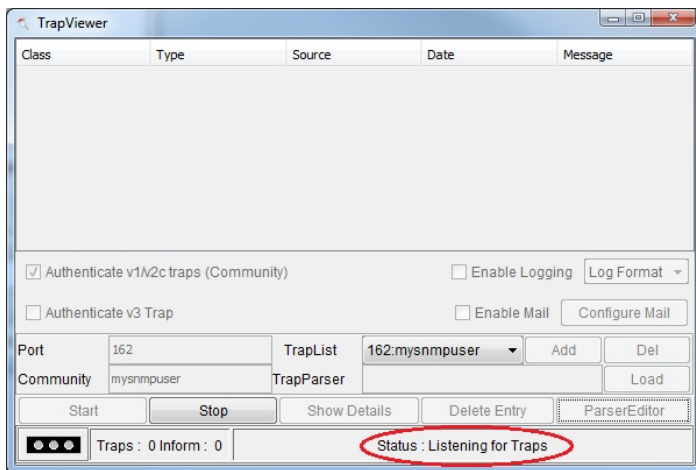 TrapViewer
Class Type Source Date Message
Authenticate v1/v2c traps (Community) Enable Logging Log Format
Authenticate v3 Trap Enable Mail Configure Mail
Port 162 TrapList 162:mysnmpuser Add Del
Community mysnmpuser TrapParser Load
Start Stop Show Details Delete Entry ParserEditor
Traps : 0 Inform : 0 Status : Listening for Traps